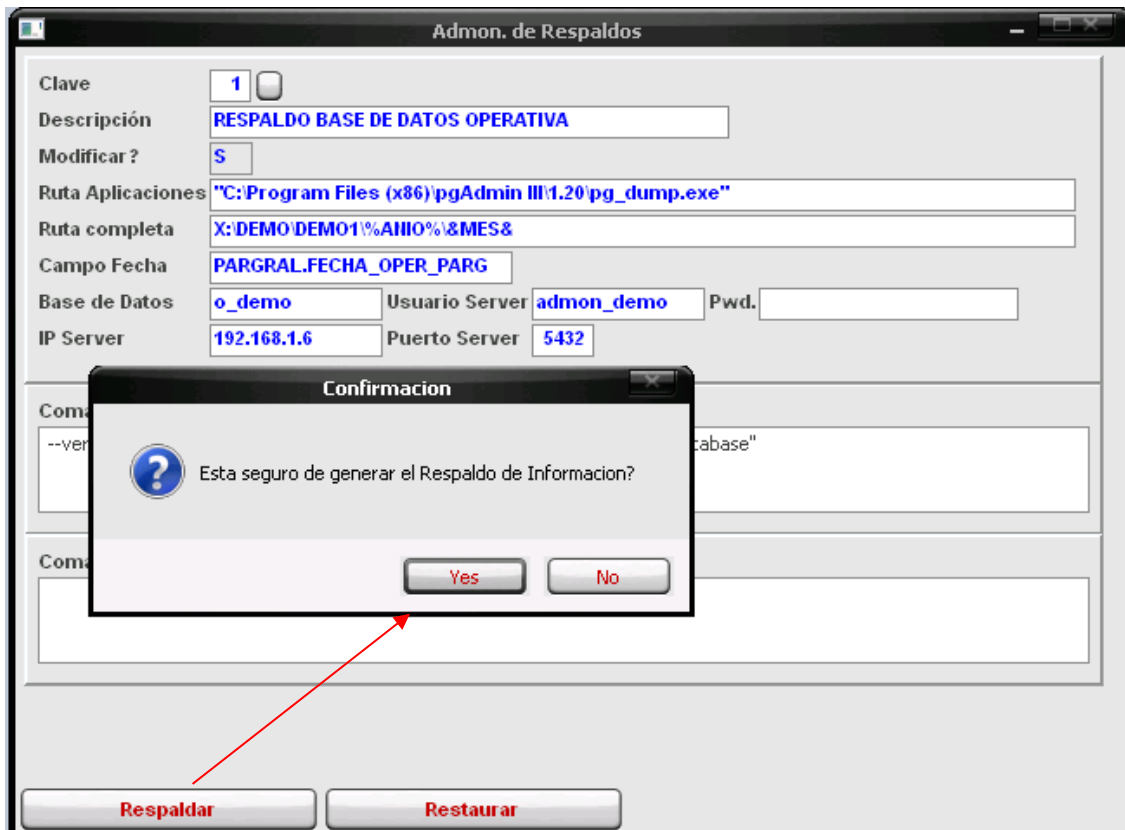 Admon. de Respaldos
Clave 1
Descripción RESPALDO BASE DE DATOS OPERATIVA
Modificar? S
Ruta Aplicaciones "C:\Program Files (x86)\pgAdmin III\1.20\pg_dump.exe"
Ruta completa X:\DEMO\DEMO1\%ANIO%\&MES&
Campo Fecha PARGRAL.FECHA_OPER_PARG
Base de Datos o_demo Usuario Server admon_demo Pwd.
IP Server 192.168.1.6 Puerto Server 5432
Confirmacion
Esta seguro de generar el Respaldo de Informacion?
Yes No
Respaldar Restaurar